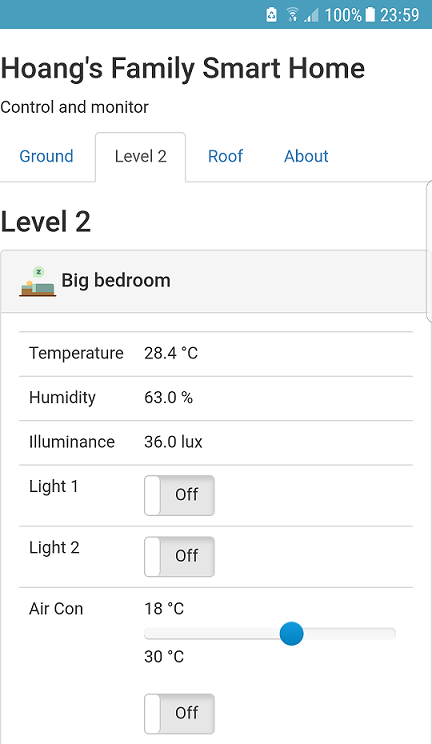 100% 23:59
Hoang's Family Smart Home
Control and monitor
Ground Level 2 Roof About
Level 2
z
Big bedroom
Temperature 28.4 °C
Humidity 63.0 %
Illuminance 36.0 lux
Light 1 Off
Light 2 Off
Air Con 18 °C
30 °C
Off